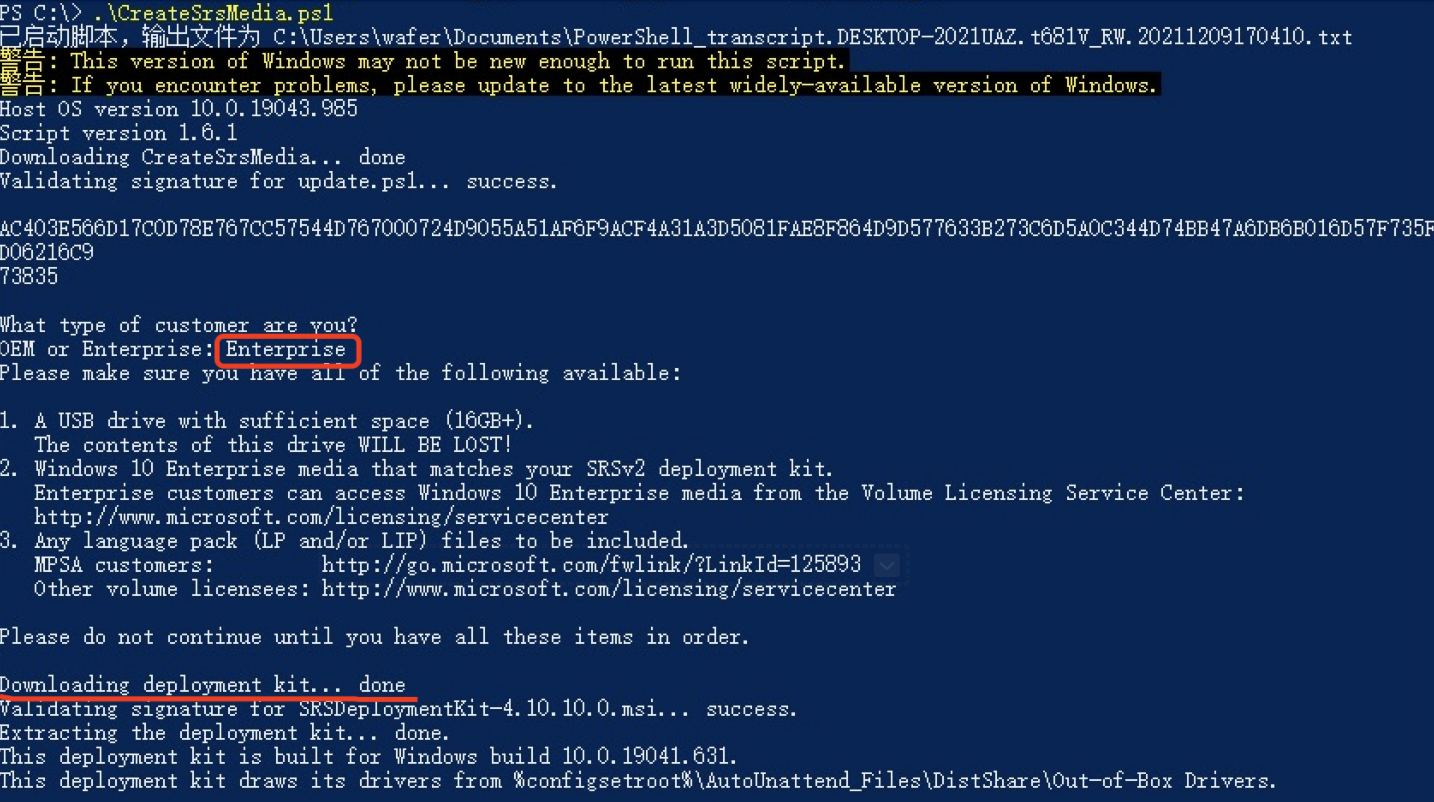 PS C:\> .\CreateSrsMedia.ps1
已启动脚本，输出文件为 C:\Users\wafer\Documents\PowerShell_transcript.DESKTOP-2021UAZ.t681V_RW.20211209170410.txt
警告: This version of Windows may not be new enough to run this script.
警告: If you encounter problems, please update to the latest widely-available version of Windows.
Host OS version 10.0.19043.985
Script version 1.6.1
Downloading CreateSrsMedia... done
Validating signature for update.ps1... success.
AC403E566D17C0D78E767CC57544D767000724D9055A51AF6F9ACF4A31A3D5081FAE8F864D9D577633B273C6D5A0C344D74BB47A6DB6B016D57F735F
D06216C9
73835
What type of customer are you?
OEM or Enterprise: Enterprise
Please make sure you have all of the following available:
1. A USB drive with sufficient space (16GB+).
The contents of this drive WILL BE LOST!
2. Windows 10 Enterprise media that matches your SRSv2 deployment kit.
Enterprise customers can access Windows 10 Enterprise media from the Volume Licensing Service Center:
http://www.microsoft.com/licensing/servicecenter
3. Any language pack (LP and/or LIP) files to be included.
MPSA customers: http://go.microsoft.com/fwlink/?LinkId=125893
Other volume licensees: http://www.microsoft.com/licensing/servicecenter
Please do not continue until you have all these items in order.
Downloading deployment kit... done
Validating signature for SRSDeploymentKit-4.10.10.0.msi... success.
Extracting the deployment kit... done.
This deployment kit is built for Windows build 10.0.19041.631.
This deployment kit draws its drivers from %configsetroot%\AutoUnattend_Files\DistShare\Out-of-Box Drivers.